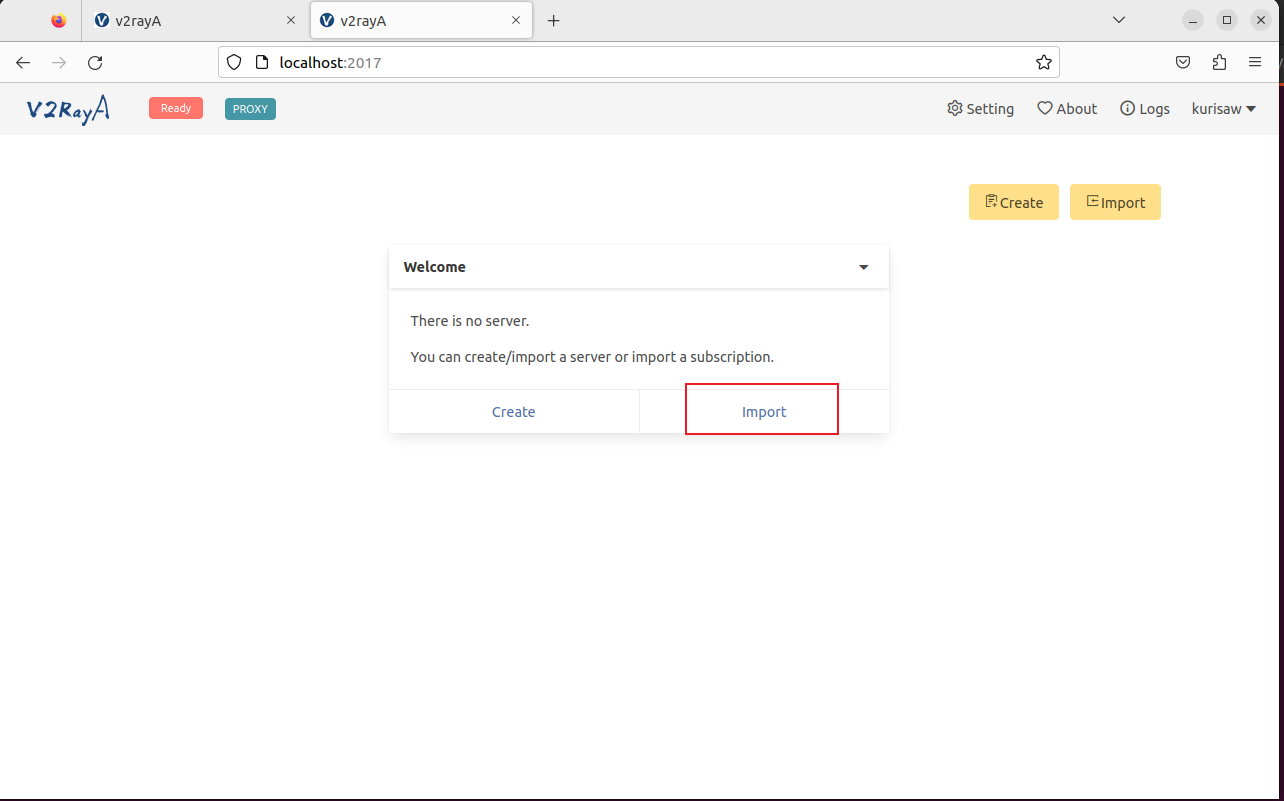 v2rayA
v2rayA
localhost:2017
V2RayA Ready PROXY Setting About Logs kurisaw
Create Import
Welcome
There is no server.
You can create/import a server or import a subscription.
Create Import